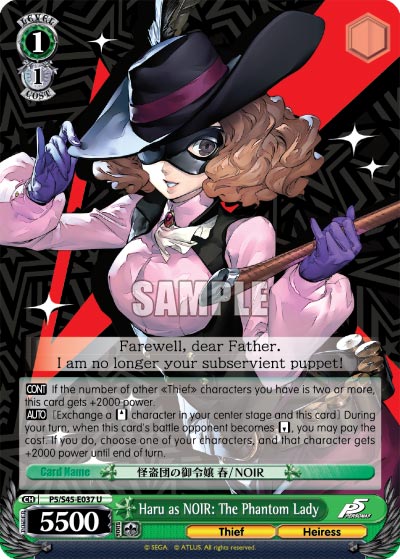 LEVEL
1
1
COST
SAMPLE
Farewell, dear Father.
I am no longer your subservient puppet!
CONT If the number of other «Thief» characters you have is two or more,
this card gets +2000 power.
AUTO [Exchange a character in your center stage and this card] During
your turn, when this card's battle opponent becomes, you may pay the
cost. If you do, choose one of your characters, and that character gets
+2000 power until end of turn.
Card Name
怪盗団の御令嬢 春/NOIR
CH P5/S45-E037 U
Haru as NOIR: The Phantom Lady
P5
PERSONA5
POWER
5500
Thief
Heiress
© SEGA. © ATLUS. All rights reserved.